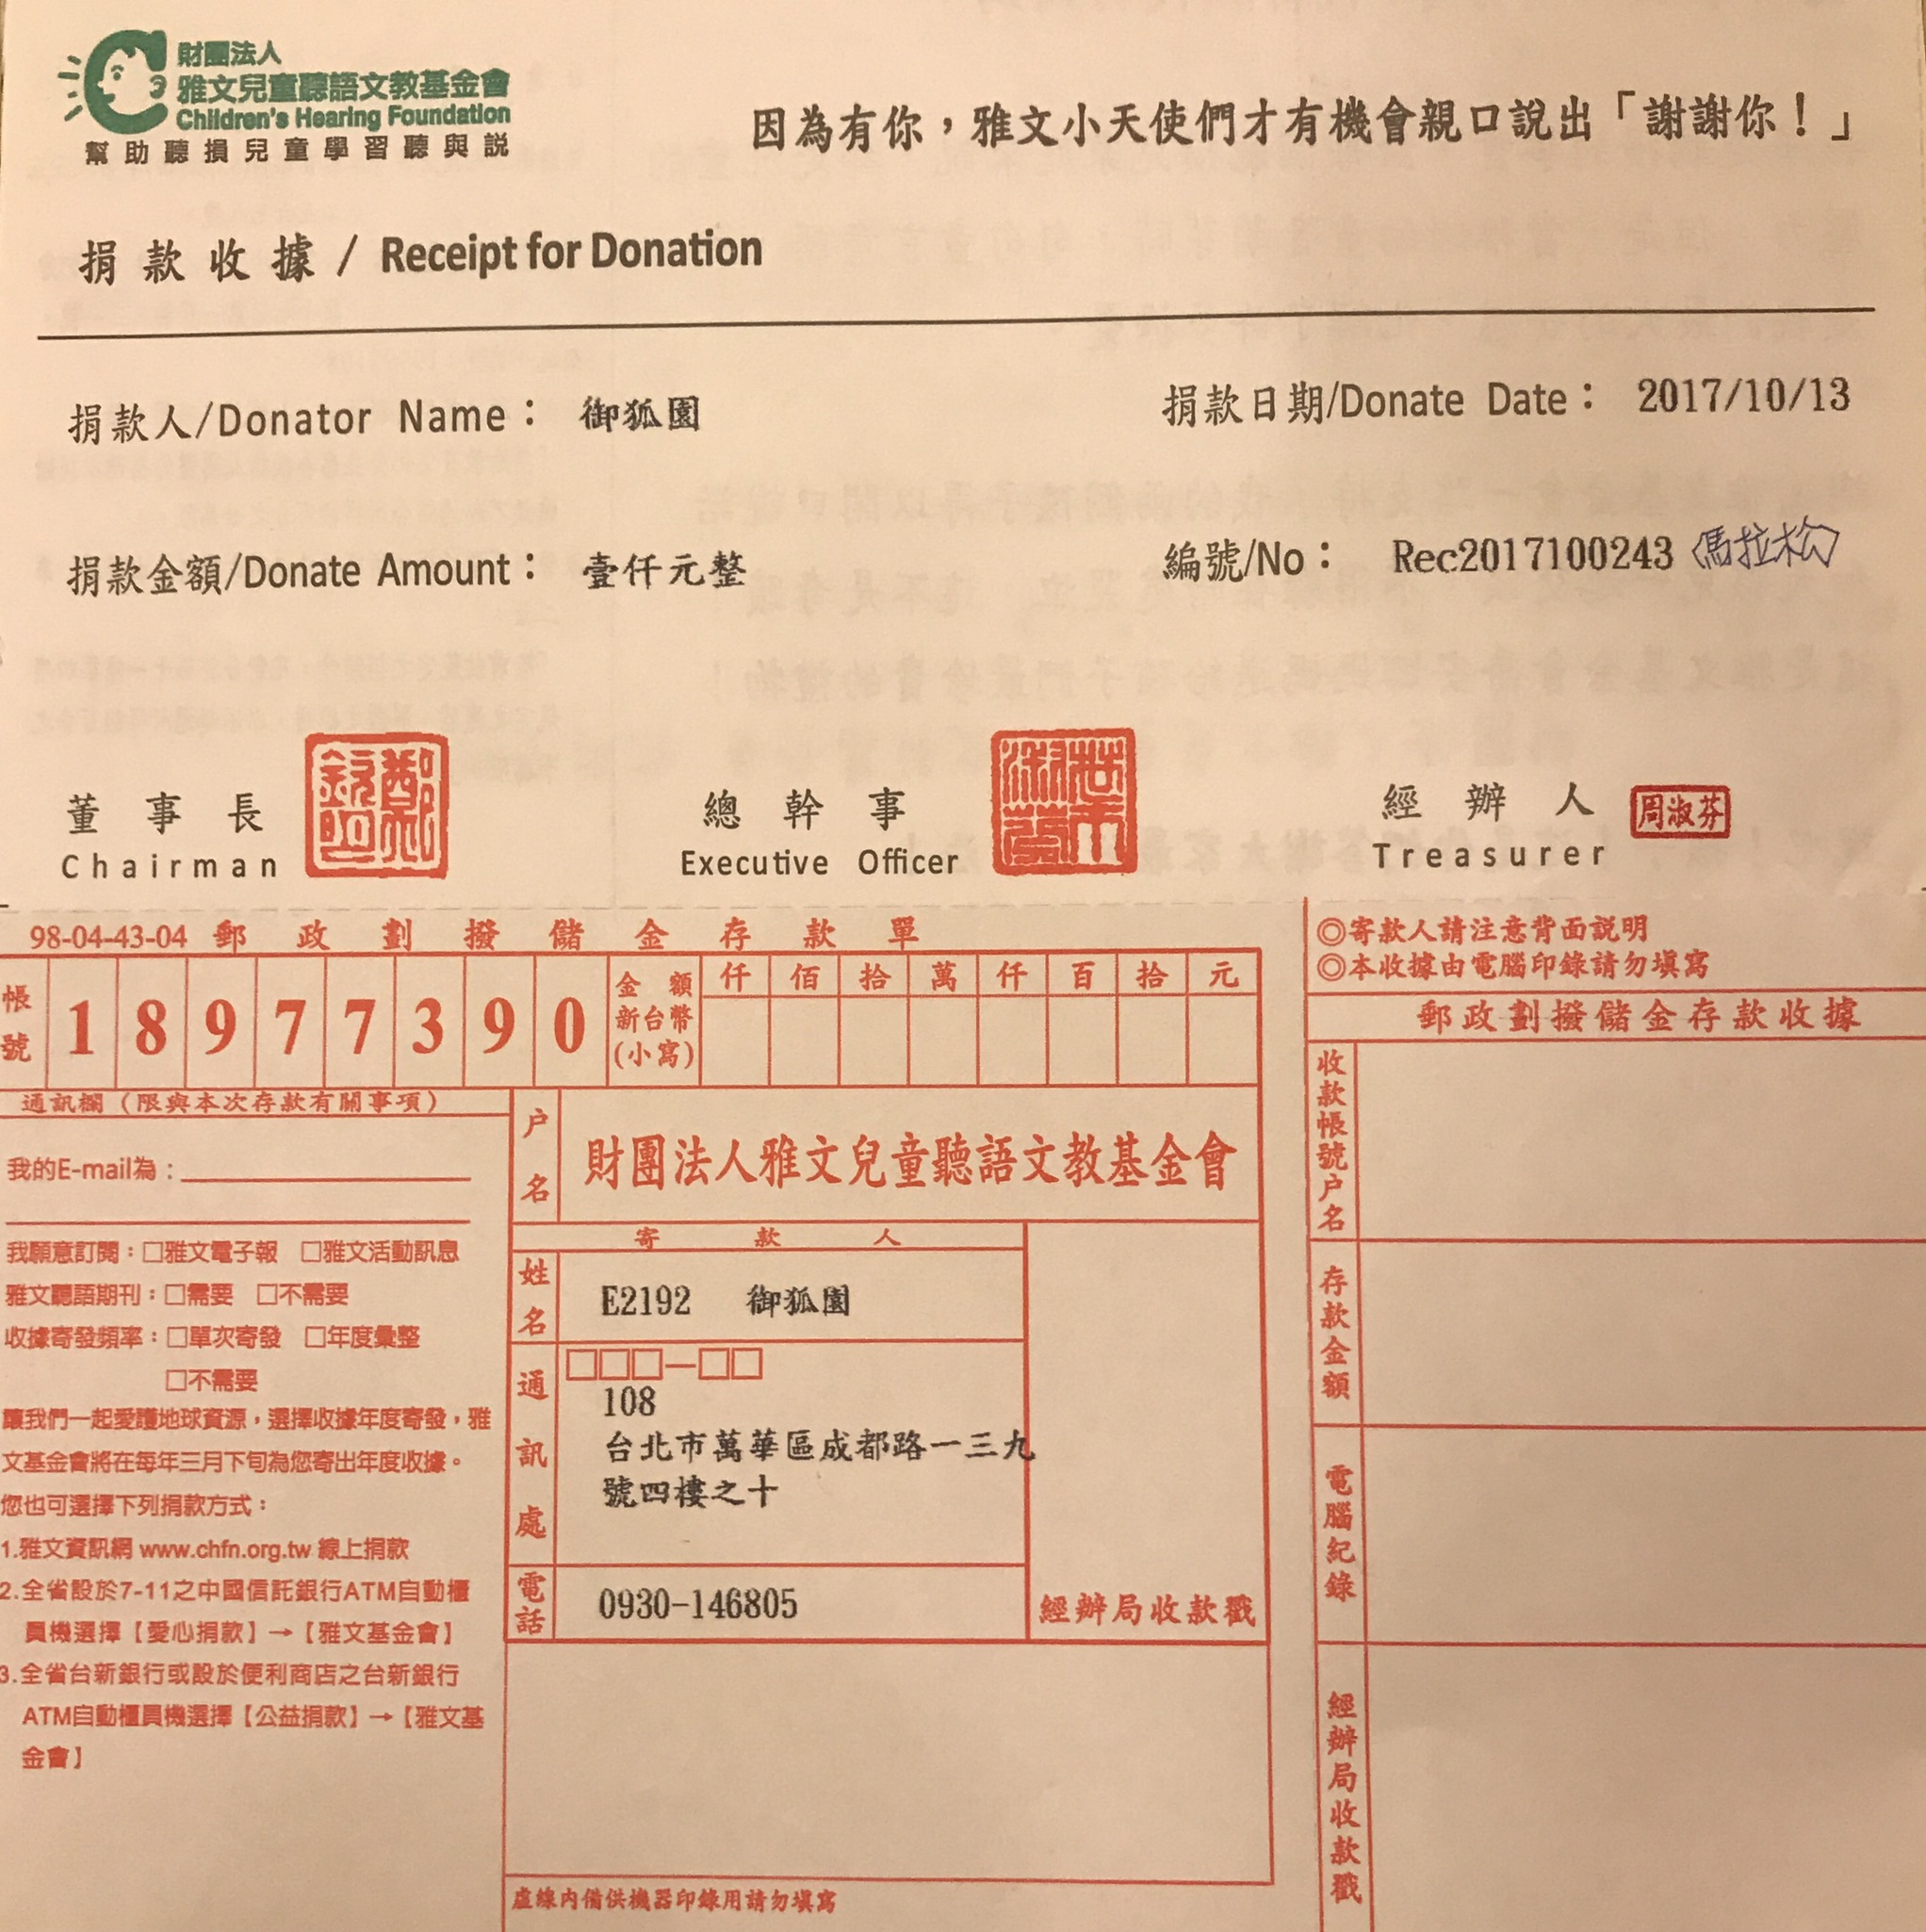 財團法人
雅文兒童聽語文教基金會
Children's Hearing Foundation
幫助聽損兒童學習聽與說
因為有你，雅文小天使們才有機會親口說出「謝謝你！」
捐款收據 / Receipt for Donation
捐款人/Donator Name： 御狐園
捐款日期/Donate Date： 2017/10/13
捐款金額/Donate Amount： 壹仟元整
編號/No： Rec2017100243 馬拉松
董事長
Chairman
總幹事
Executive Officer
經辦人
Treasurer
周淑芬
98-04-43-04 郵政劃撥儲金存款單
帳號 18977390
金額新台幣(小寫) 仟 佰 拾 萬 仟 百 拾 元
通訊欄（限與本次存款有關事項）
我的E-mail為：
我願意訂閱：□雅文電子報 □雅文活動訊息
雅文聽語期刊：□需要 □不需要
收據寄發頻率：□單次寄發 □年度彙整
□不需要
讓我們一起愛護地球資源，選擇收據年度寄發，雅
文基金會將在每年三月下旬為您寄出年度收據。
您也可選擇下列捐款方式：
1.雅文資訊網 www.chfn.org.tw 線上捐款
2.全省設於7-11之中國信託銀行ATM自動櫃
員機選擇【愛心捐款】→【雅文基金會】
3.全省台新銀行或設於便利商店之台新銀行
ATM自動櫃員機選擇【公益捐款】→【雅文基
金會】
戶名 財團法人雅文兒童聽語文教基金會
寄款人
姓名 E2192 御狐園
通訊處 □□□—□□
108
台北市萬華區成都路一三九
號四樓之十
電話 0930-146805
經辦局收款戳
虛線內備供機器印錄用請勿填寫
◎寄款人請注意背面説明
◎本收據由電腦印錄請勿填寫
郵政劃撥儲金存款收據
收款帳號戶名
存款金額
電腦紀錄
經辦局收款戳